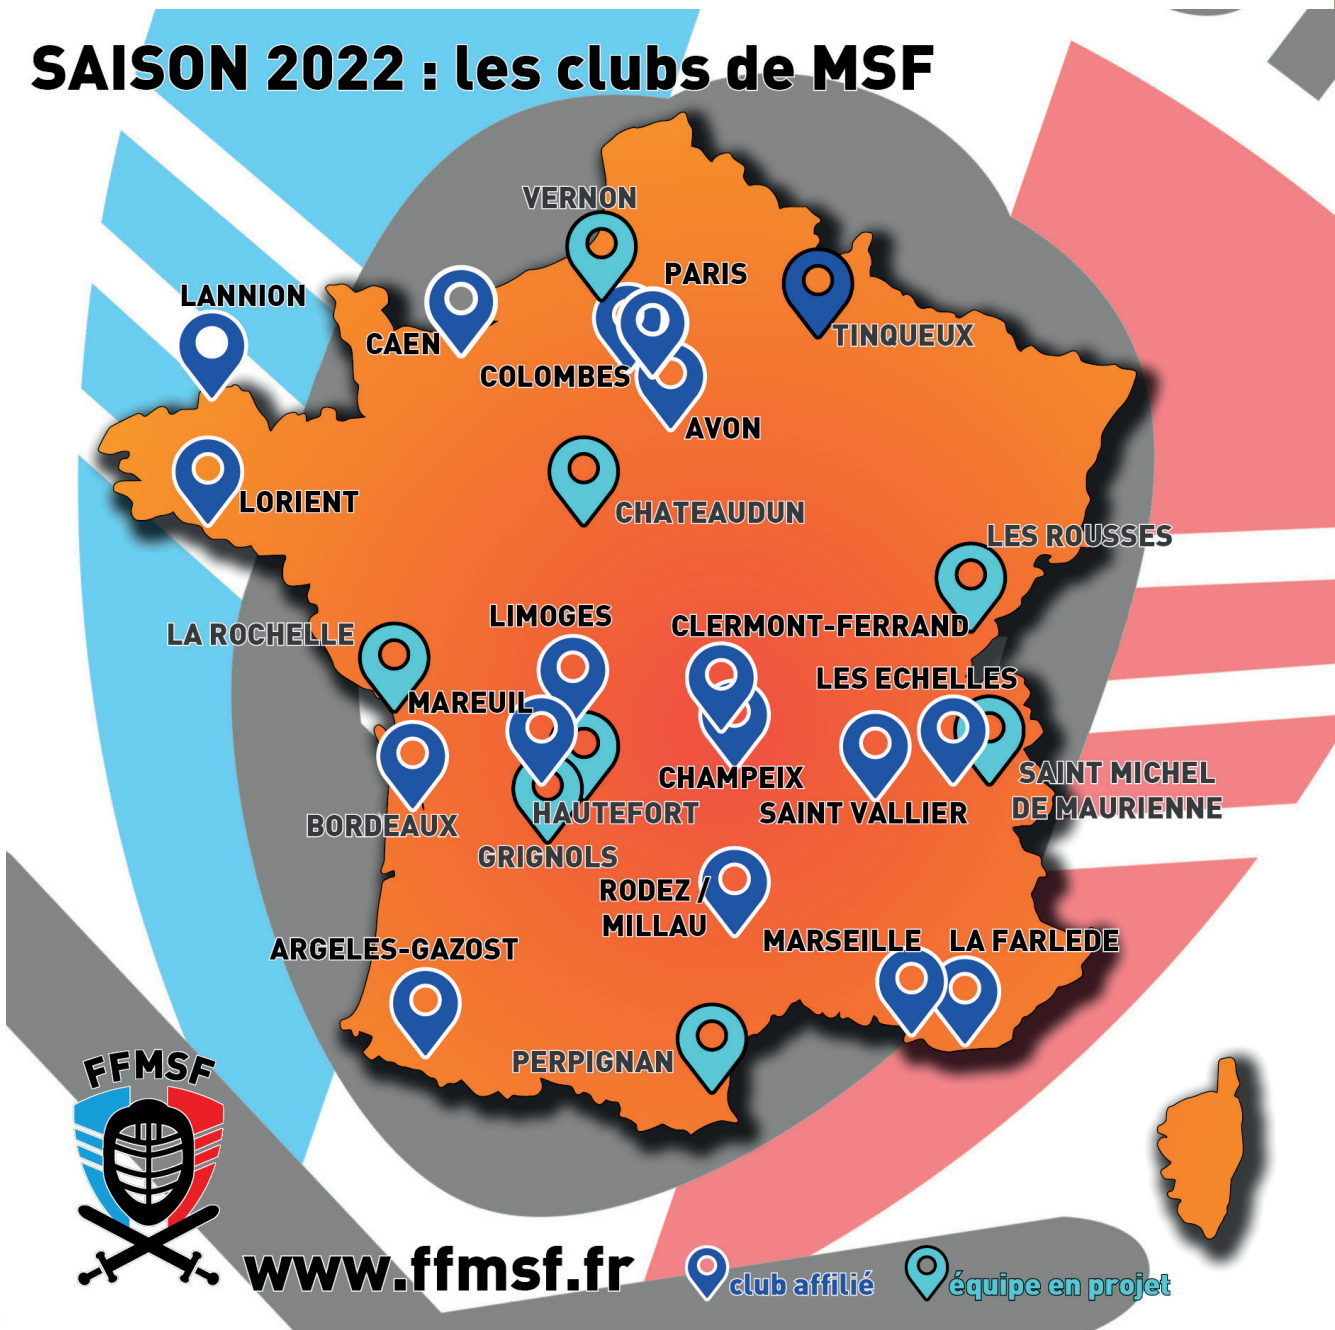 SAISON 2022 : les clubs de MSF
VERNON
PARIS
LANNION
TINQUEUX
CAEN
COLOMBES
AVON
LORIENT
CHATEAUDUN
LES ROUSSES
LIMOGES
CLERMONT-FERRAND
LA ROCHELLE
LES ECHELLES
MAREUIL
CHAMPEIX
SAINT MICHEL
DE MAURIENNE
HAUTEFORT
SAINT VALLIER
BORDEAUX
GRIGNOLS
RODEZ /
MILLAU
MARSEILLE
LA FARLEDE
ARGELES-GAZOST
PERPIGNAN
FFMSF
www.ffmsf.fr
club affilié
équipe en projet